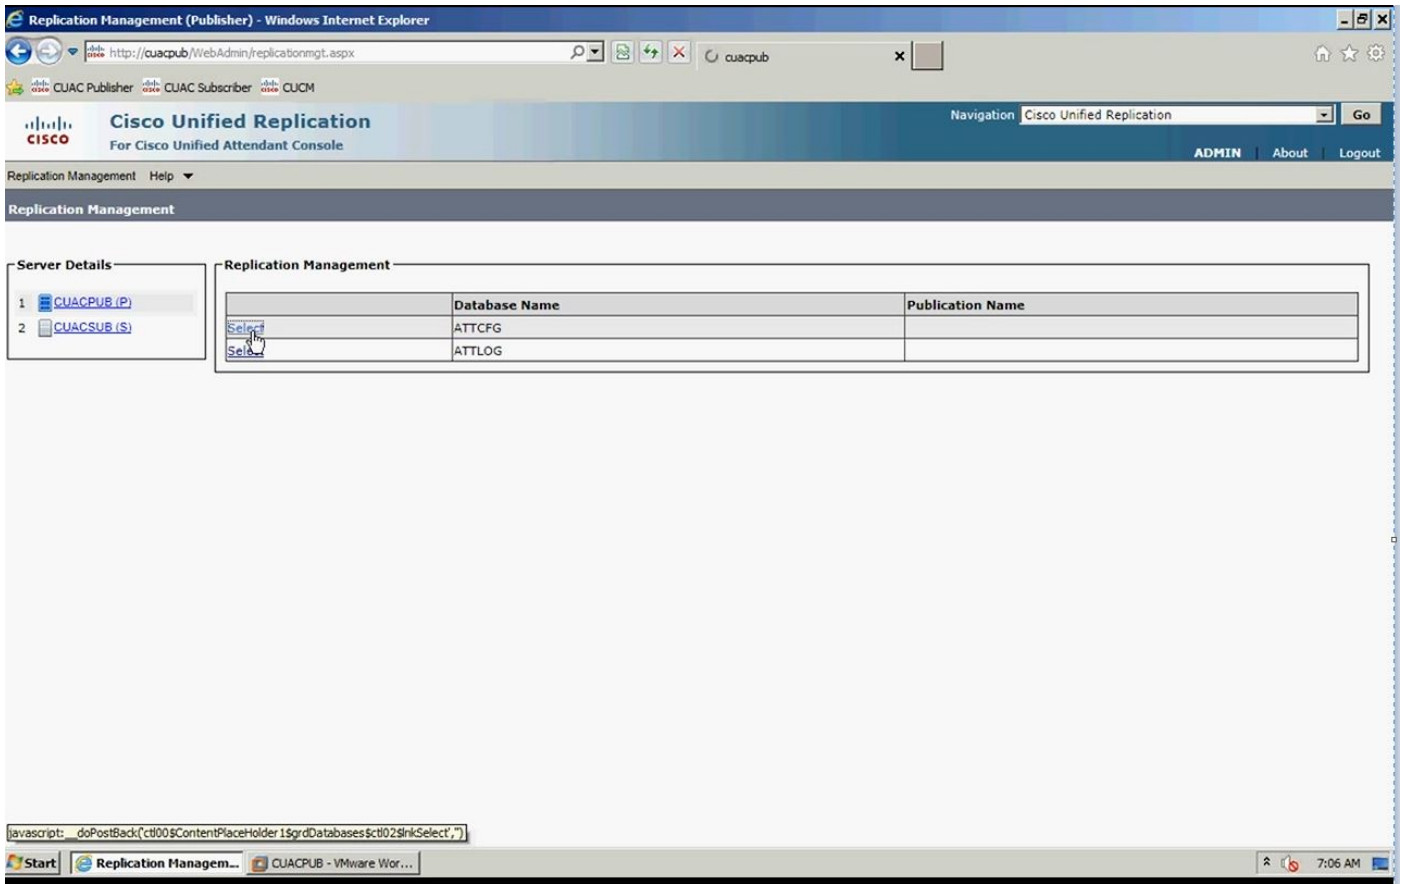 Replication Management (Publisher) - Windows Internet Explorer
http://cuacpub/WebAdmin/replicationmgt.aspx
cuacpub
CUAC Publisher CUAC Subscriber CUCM
CISCO
Cisco Unified Replication
For Cisco Unified Attendant Console
Navigation Cisco Unified Replication Go
ADMIN About Logout
Replication Management Help
Replication Management
Server Details
1 CUACPUB (P)
2 CUACSUB (S)
Replication Management
Database Name Publication Name
Select ATTCFG
Select ATTLOG
javascript:__doPostBack('ctl00$ContentPlaceHolder1$grdDatabases$ctl02$lnkSelect','')
Start Replication Managem... CUACPUB - VMware Wor... 7:06 AM